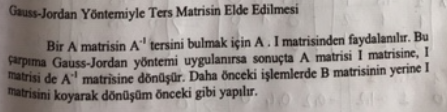 Gauss-Jordan Yöntemiyle Ters Matrisin Elde Edilmesi
Bir A matrisin A⁻¹ tersini bulmak için A . I matrisinden faydalanılır. Bu
çarpıma Gauss-Jordan yöntemi uygulanırsa sonuçta A matrisi I matrisine, I
matrisi de A⁻¹ matrisine dönüşür. Daha önceki işlemlerde B matrisinin yerine I
matrisini koyarak dönüşüm önceki gibi yapılır.